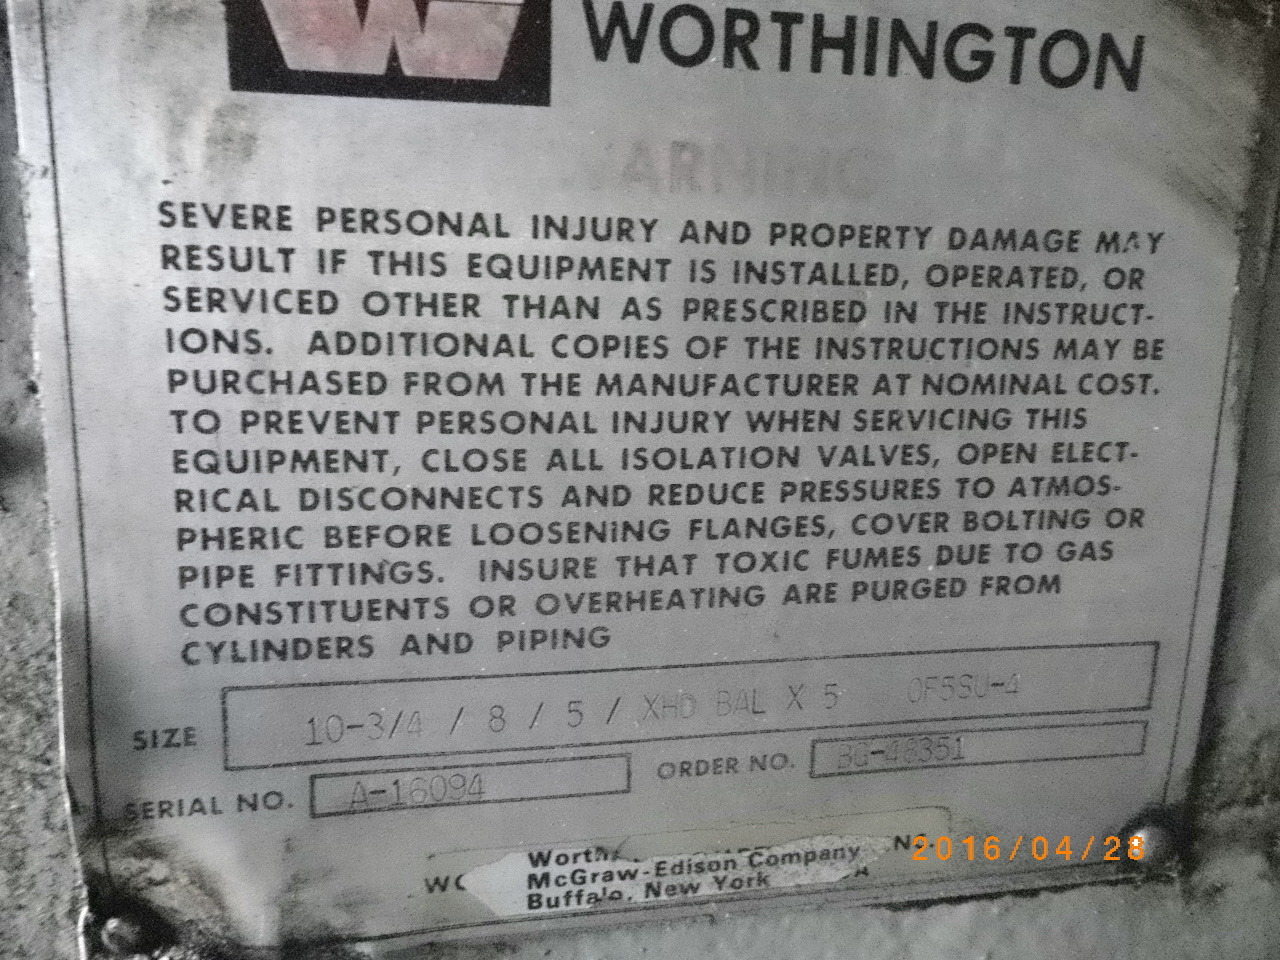 WORTHINGTON
WARNING
SEVERE PERSONAL INJURY AND PROPERTY DAMAGE MAY
RESULT IF THIS EQUIPMENT IS INSTALLED, OPERATED, OR
SERVICED OTHER THAN AS PRESCRIBED IN THE INSTRUCT-
IONS. ADDITIONAL COPIES OF THE INSTRUCTIONS MAY BE
PURCHASED FROM THE MANUFACTURER AT NOMINAL COST.
TO PREVENT PERSONAL INJURY WHEN SERVICING THIS
EQUIPMENT, CLOSE ALL ISOLATION VALVES, OPEN ELECT-
RICAL DISCONNECTS AND REDUCE PRESSURES TO ATMOS-
PHERIC BEFORE LOOSENING FLANGES, COVER BOLTING OR
PIPE FITTINGS. INSURE THAT TOXIC FUMES DUE TO GAS
CONSTITUENTS OR OVERHEATING ARE PURGED FROM
CYLINDERS AND PIPING
SIZE 10-3/4 / 8 / 5 / XHD BAL X 5 OF5SU-4
SERIAL NO. A-16094 ORDER NO. BG-48351
McGraw-Edison Company
Buffalo, New York
2016/04/28